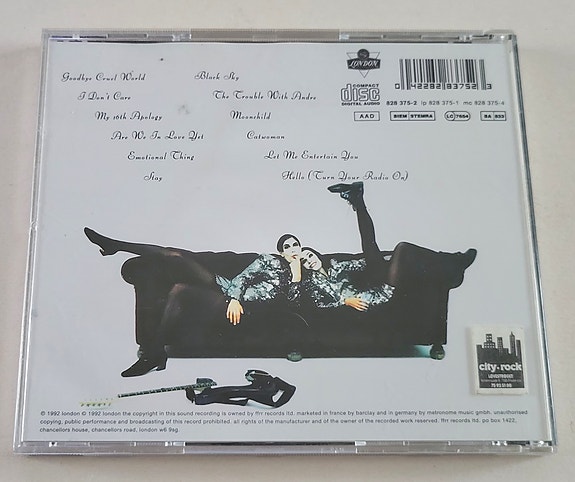 Goodbye Cruel World
I Don't Care
My 16th Apology
Are We In Love Yet
Emotional Thing
Stay
Black Sky
The Trouble With Andre
Moonchild
Catwoman
Let Me Entertain You
Hello (Turn Your Radio On)
LONDON
COMPACT
disc
DIGITAL AUDIO
0 42282 83752 3
828 375-2 lp 828 375-1 mc 828 375-4
AAD
BIEM STEMRA
LC 7654
BA 833
city·rock
® 1992 london © 1992 london the copyright in this sound recording is owned by ffrr records ltd. marketed in france by barclay and in germany by metronome music gmbh. unauthorised
copying, public performance and broadcasting of this record prohibited. all rights of the manufacturer and of the owner of the recorded work reserved. ffrr records ltd. po box 1422,
chancellors house, chancellors road, london w6 9sg.